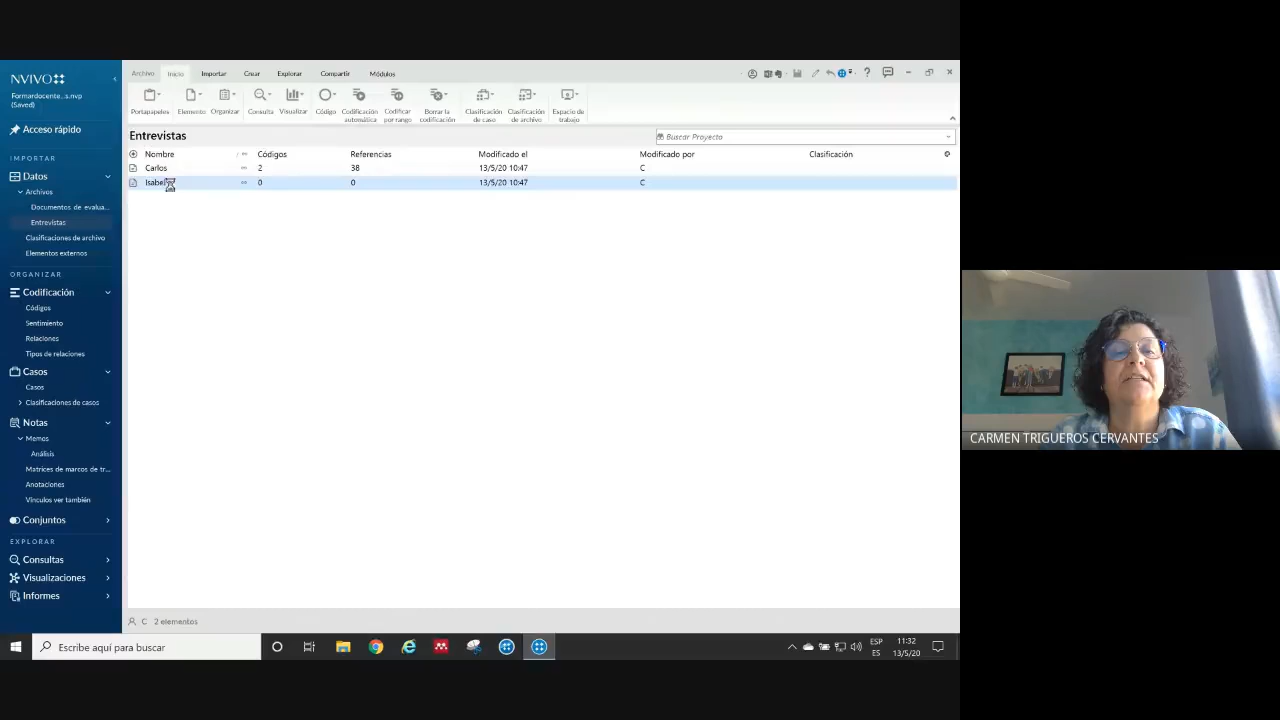 NVIVO
Formardocente...s.nvp
(Saved)
Archivo Inicio Importar Crear Explorar Compartir Módulos
Portapapeles Elemento Organizar Consulta Visualizar Código Codificación automática Codificar por rango Borrar la codificación Clasificación de caso Clasificación de archivo Espacio de trabajo
Acceso rápido
IMPORTAR
Datos
Archivos
Documentos de evalua...
Entrevistas
Clasificaciones de archivo
Elementos externos
ORGANIZAR
Codificación
Códigos
Sentimiento
Relaciones
Tipos de relaciones
Casos
Casos
Clasificaciones de casos
Notas
Memos
Análisis
Matrices de marcos de tr...
Anotaciones
Vínculos ver también
Conjuntos
EXPLORAR
Consultas
Visualizaciones
Informes
Entrevistas
Buscar Proyecto
Nombre Códigos Referencias Modificado el Modificado por Clasificación
Carlos 2 38 13/5/20 10:47 C
Isabel 0 0 13/5/20 10:47 C
C 2 elementos
CARMEN TRIGUEROS CERVANTES
Escribe aquí para buscar
ESP 11:32
ES 13/5/20